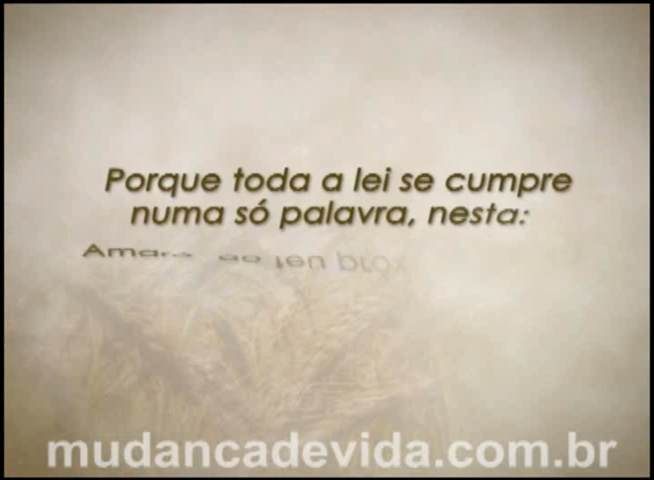 Porque toda a lei se cumpre
numa só palavra, nesta:
mudancadevida.com.br